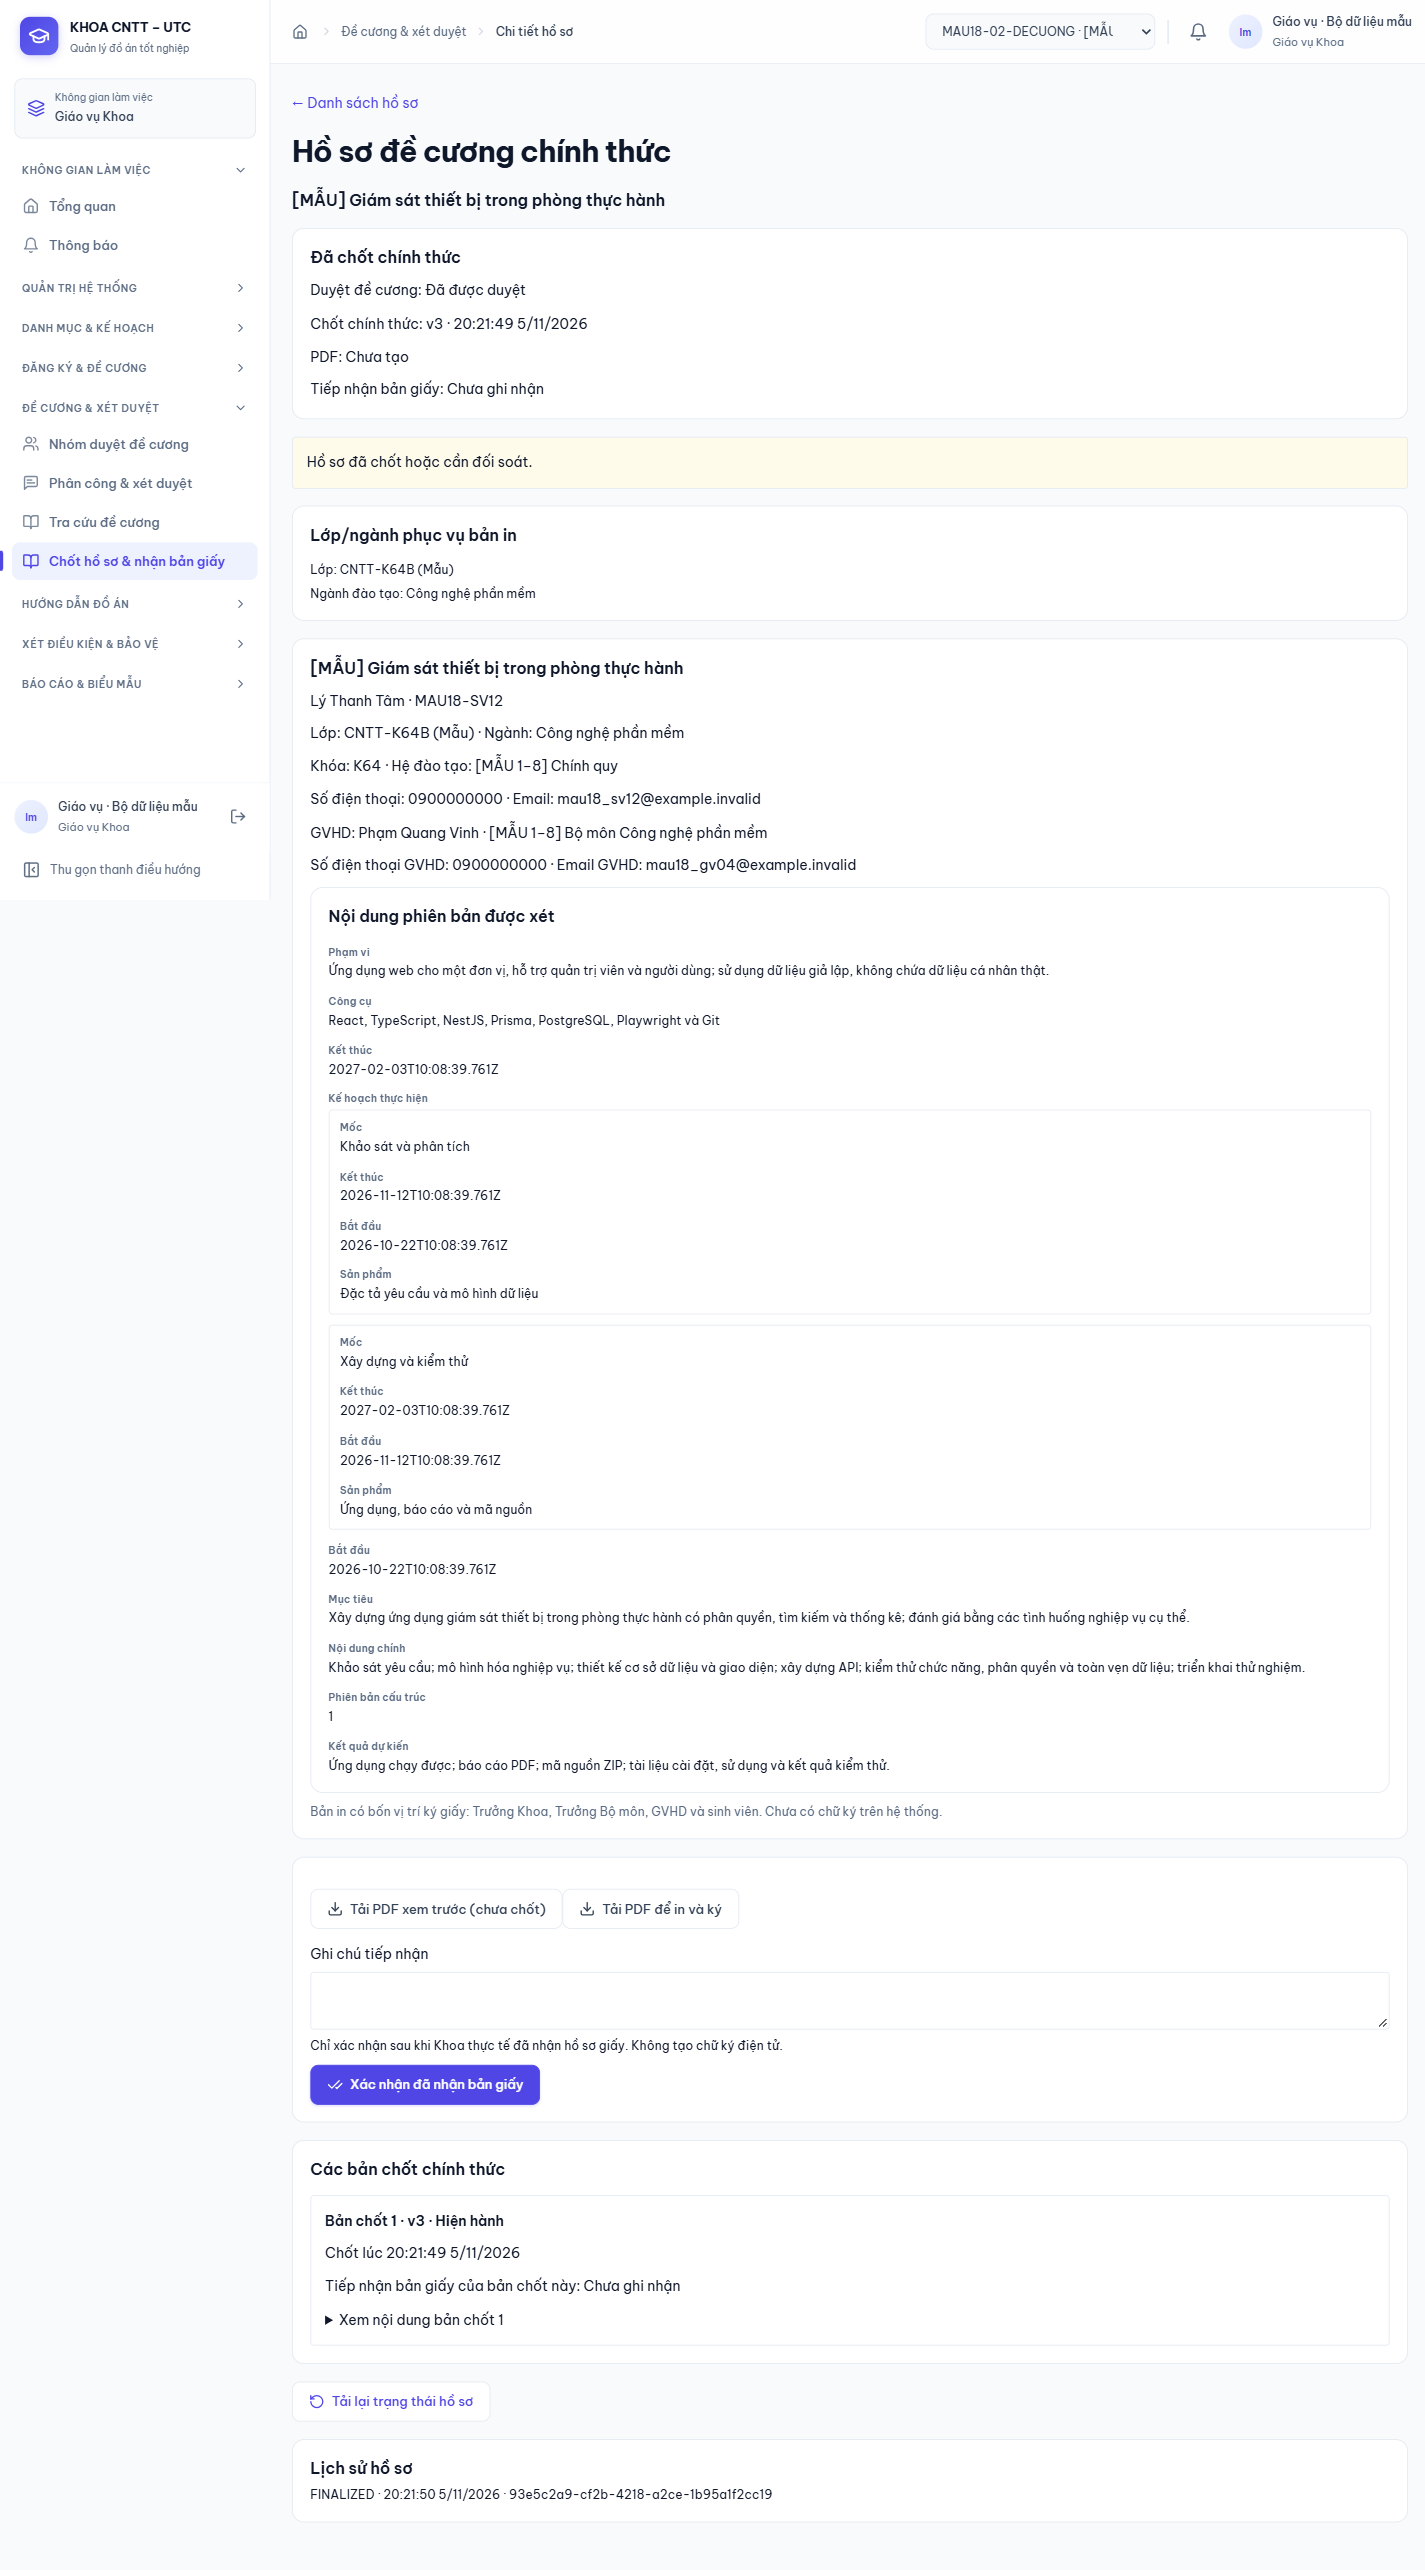 KHOA CNTT – UTC
Quản lý đồ án tốt nghiệp
Không gian làm việc
Giáo vụ Khoa
KHÔNG GIAN LÀM VIỆC
Tổng quan
Thông báo
QUẢN TRỊ HỆ THỐNG
DANH MỤC & KẾ HOẠCH
ĐĂNG KÝ & ĐỀ CƯƠNG
ĐỀ CƯƠNG & XÉT DUYỆT
Nhóm duyệt đề cương
Phân công & xét duyệt
Tra cứu đề cương
Chốt hồ sơ & nhận bản giấy
HƯỚNG DẪN ĐỒ ÁN
XÉT ĐIỀU KIỆN & BẢO VỆ
BÁO CÁO & BIỂU MẪU
Im
Giáo vụ · Bộ dữ liệu mẫu
Giáo vụ Khoa
Thu gọn thanh điều hướng
Đề cương & xét duyệt
Chi tiết hồ sơ
MAU18-02-DECUONG · [MẪU
Im
Giáo vụ · Bộ dữ liệu mẫu
Giáo vụ Khoa
← Danh sách hồ sơ
Hồ sơ đề cương chính thức
[MẪU] Giám sát thiết bị trong phòng thực hành
Đã chốt chính thức
Duyệt đề cương: Đã được duyệt
Chốt chính thức: v3 · 20:21:49 5/11/2026
PDF: Chưa tạo
Tiếp nhận bản giấy: Chưa ghi nhận
Hồ sơ đã chốt hoặc cần đối soát.
Lớp/ngành phục vụ bản in
Lớp: CNTT-K64B (Mẫu)
Ngành đào tạo: Công nghệ phần mềm
[MẪU] Giám sát thiết bị trong phòng thực hành
Lý Thanh Tâm · MAU18-SV12
Lớp: CNTT-K64B (Mẫu) · Ngành: Công nghệ phần mềm
Khóa: K64 · Hệ đào tạo: [MẪU 1–8] Chính quy
Số điện thoại: 0900000000 · Email: mau18_sv12@example.invalid
GVHD: Phạm Quang Vinh · [MẪU 1–8] Bộ môn Công nghệ phần mềm
Số điện thoại GVHD: 0900000000 · Email GVHD: mau18_gv04@example.invalid
Nội dung phiên bản được xét
Phạm vi
Ứng dụng web cho một đơn vị, hỗ trợ quản trị viên và người dùng; sử dụng dữ liệu giả lập, không chứa dữ liệu cá nhân thật.
Công cụ
React, TypeScript, NestJS, Prisma, PostgreSQL, Playwright và Git
Kết thúc
2027-02-03T10:08:39.761Z
Kế hoạch thực hiện
Mốc
Khảo sát và phân tích
Kết thúc
2026-11-12T10:08:39.761Z
Bắt đầu
2026-10-22T10:08:39.761Z
Sản phẩm
Đặc tả yêu cầu và mô hình dữ liệu
Mốc
Xây dựng và kiểm thử
Kết thúc
2027-02-03T10:08:39.761Z
Bắt đầu
2026-11-12T10:08:39.761Z
Sản phẩm
Ứng dụng, báo cáo và mã nguồn
Bắt đầu
2026-10-22T10:08:39.761Z
Mục tiêu
Xây dựng ứng dụng giám sát thiết bị trong phòng thực hành có phân quyền, tìm kiếm và thống kê; đánh giá bằng các tình huống nghiệp vụ cụ thể.
Nội dung chính
Khảo sát yêu cầu; mô hình hóa nghiệp vụ; thiết kế cơ sở dữ liệu và giao diện; xây dựng API; kiểm thử chức năng, phân quyền và toàn vẹn dữ liệu; triển khai thử nghiệm.
Phiên bản cấu trúc
1
Kết quả dự kiến
Ứng dụng chạy được; báo cáo PDF; mã nguồn ZIP; tài liệu cài đặt, sử dụng và kết quả kiểm thử.
Bản in có bốn vị trí ký giấy: Trưởng Khoa, Trưởng Bộ môn, GVHD và sinh viên. Chưa có chữ ký trên hệ thống.
Tải PDF xem trước (chưa chốt)
Tải PDF để in và ký
Ghi chú tiếp nhận
Chỉ xác nhận sau khi Khoa thực tế đã nhận hồ sơ giấy. Không tạo chữ ký điện tử.
Xác nhận đã nhận bản giấy
Các bản chốt chính thức
Bản chốt 1 · v3 · Hiện hành
Chốt lúc 20:21:49 5/11/2026
Tiếp nhận bản giấy của bản chốt này: Chưa ghi nhận
Xem nội dung bản chốt 1
Tải lại trạng thái hồ sơ
Lịch sử hồ sơ
FINALIZED · 20:21:50 5/11/2026 · 93e5c2a9-cf2b-4218-a2ce-1b95a1f2cc19